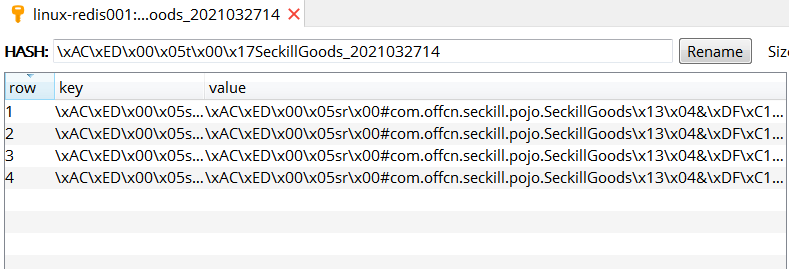 linux-redis001:...oods_2021032714
HASH: \xAC\xED\x00\x05t\x00\x17SeckillGoods_2021032714 Rename Siz
row key value
1 \xAC\xED\x00\x05s... \xAC\xED\x00\x05sr\x00#com.offcn.seckill.pojo.SeckillGoods\x13\x04&\xDF\xC1...
2 \xAC\xED\x00\x05s... \xAC\xED\x00\x05sr\x00#com.offcn.seckill.pojo.SeckillGoods\x13\x04&\xDF\xC1...
3 \xAC\xED\x00\x05s... \xAC\xED\x00\x05sr\x00#com.offcn.seckill.pojo.SeckillGoods\x13\x04&\xDF\xC1...
4 \xAC\xED\x00\x05s... \xAC\xED\x00\x05sr\x00#com.offcn.seckill.pojo.SeckillGoods\x13\x04&\xDF\xC1...